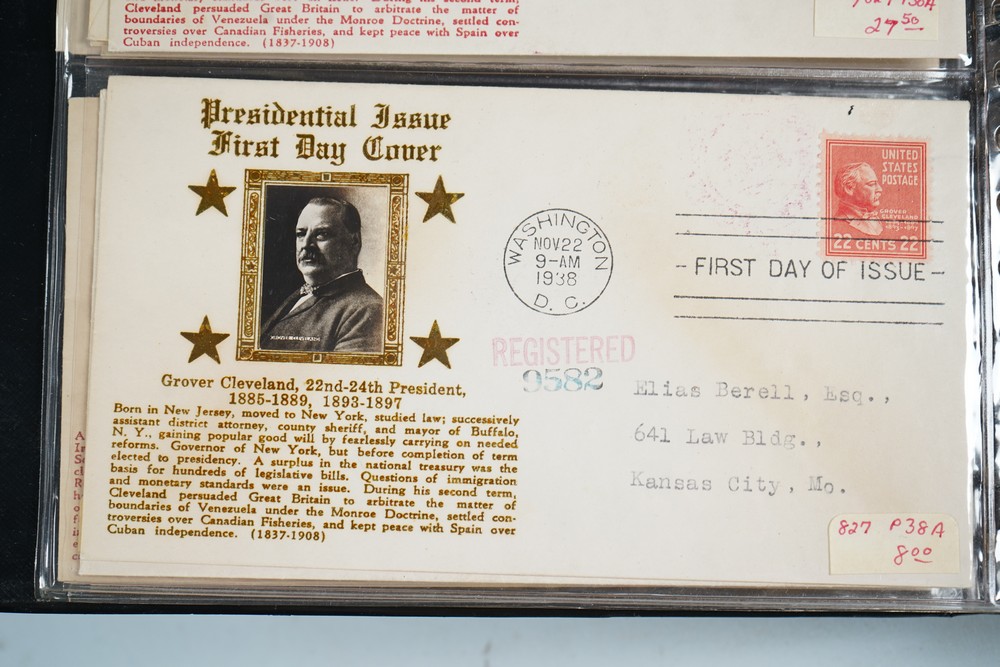 Cleveland persuaded Great Britain to arbitrate the matter of
boundaries of Venezuela under the Monroe Doctrine, settled con-
troversies over Canadian Fisheries, and kept peace with Spain over
Cuban independence. (1837-1908)
27 50
Presidential Issue
First Day Cover
GROVER CLEVELAND
Grover Cleveland, 22nd-24th President,
1885-1889, 1893-1897
Born in New Jersey, moved to New York, studied law; successively
assistant district attorney, county sheriff, and mayor of Buffalo,
N. Y., gaining popular good will by fearlessly carrying on needed
reforms. Governor of New York, but before completion of term
elected to presidency. A surplus in the national treasury was the
basis for hundreds of legislative bills. Questions of immigration
and monetary standards were an issue. During his second term,
Cleveland persuaded Great Britain to arbitrate the matter of
boundaries of Venezuela under the Monroe Doctrine, settled con-
troversies over Canadian Fisheries, and kept peace with Spain over
Cuban independence. (1837-1908)
WASHINGTON
NOV 22
9-AM
1938
D. C.
UNITED
STATES
POSTAGE
GROVER
CLEVELAND
22 CENTS 22
- FIRST DAY OF ISSUE -
REGISTERED
9582
Elias Berell, Esq.,
641 Law Bldg.,
Kansas City, Mo.
827 P38A
8 00